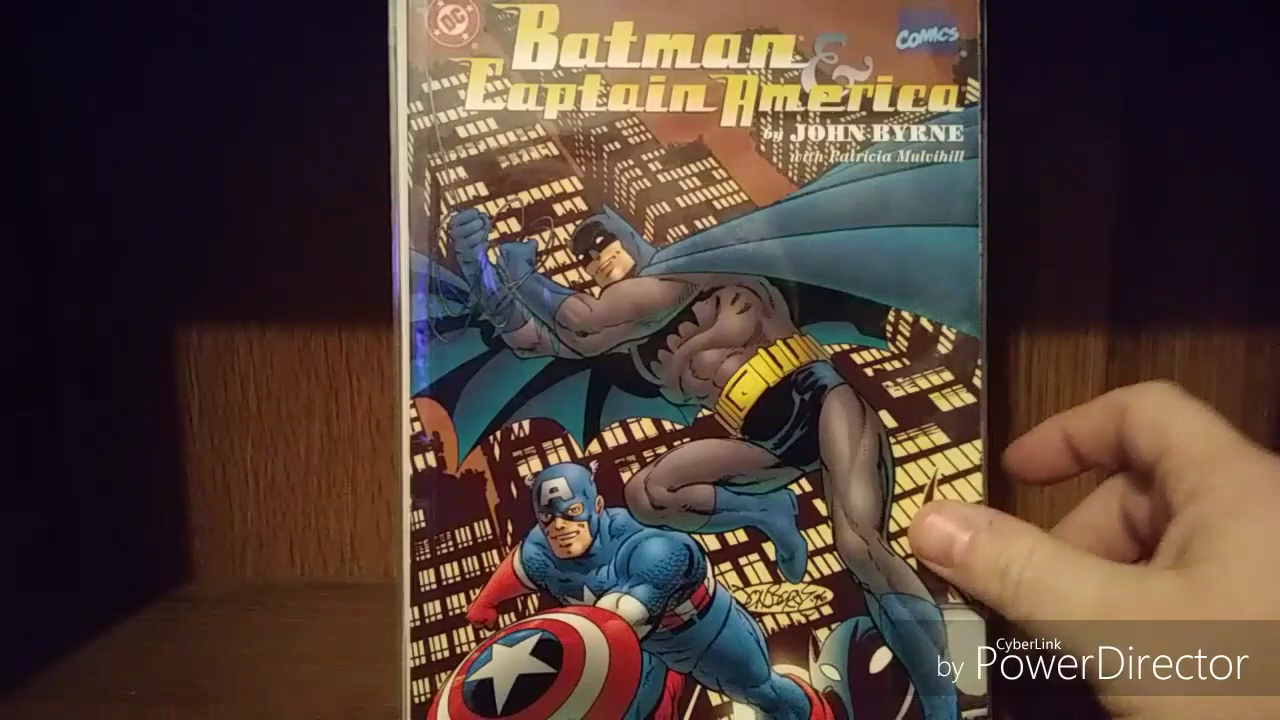 DC
Batman &
Captain America
COMICS
by JOHN BYRNE
with Patricia Mulvihill
A
CyberLink
by PowerDirector